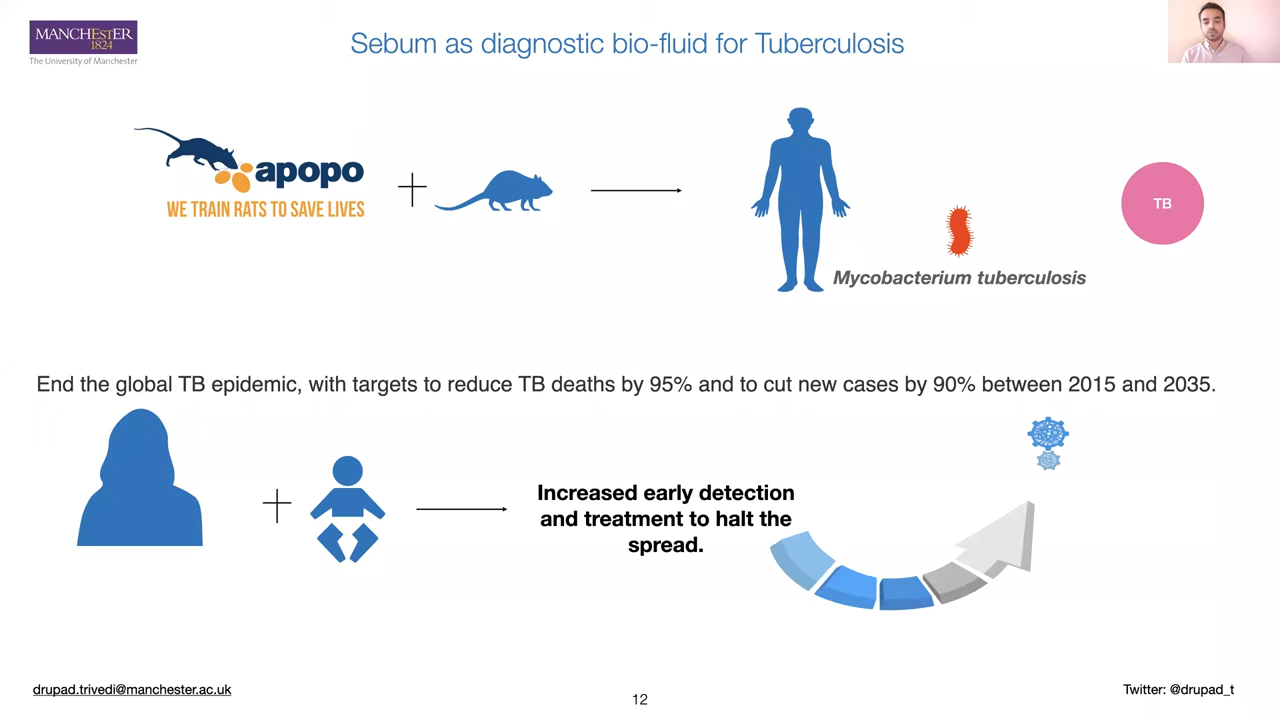 MANCHESTER
1824
The University of Manchester
Sebum as diagnostic bio-fluid for Tuberculosis
apopo
WE TRAIN RATS TO SAVE LIVES
TB
Mycobacterium tuberculosis
End the global TB epidemic, with targets to reduce TB deaths by 95% and to cut new cases by 90% between 2015 and 2035.
Increased early detection
and treatment to halt the
spread.
drupad.trivedi@manchester.ac.uk
12
Twitter: @drupad_t